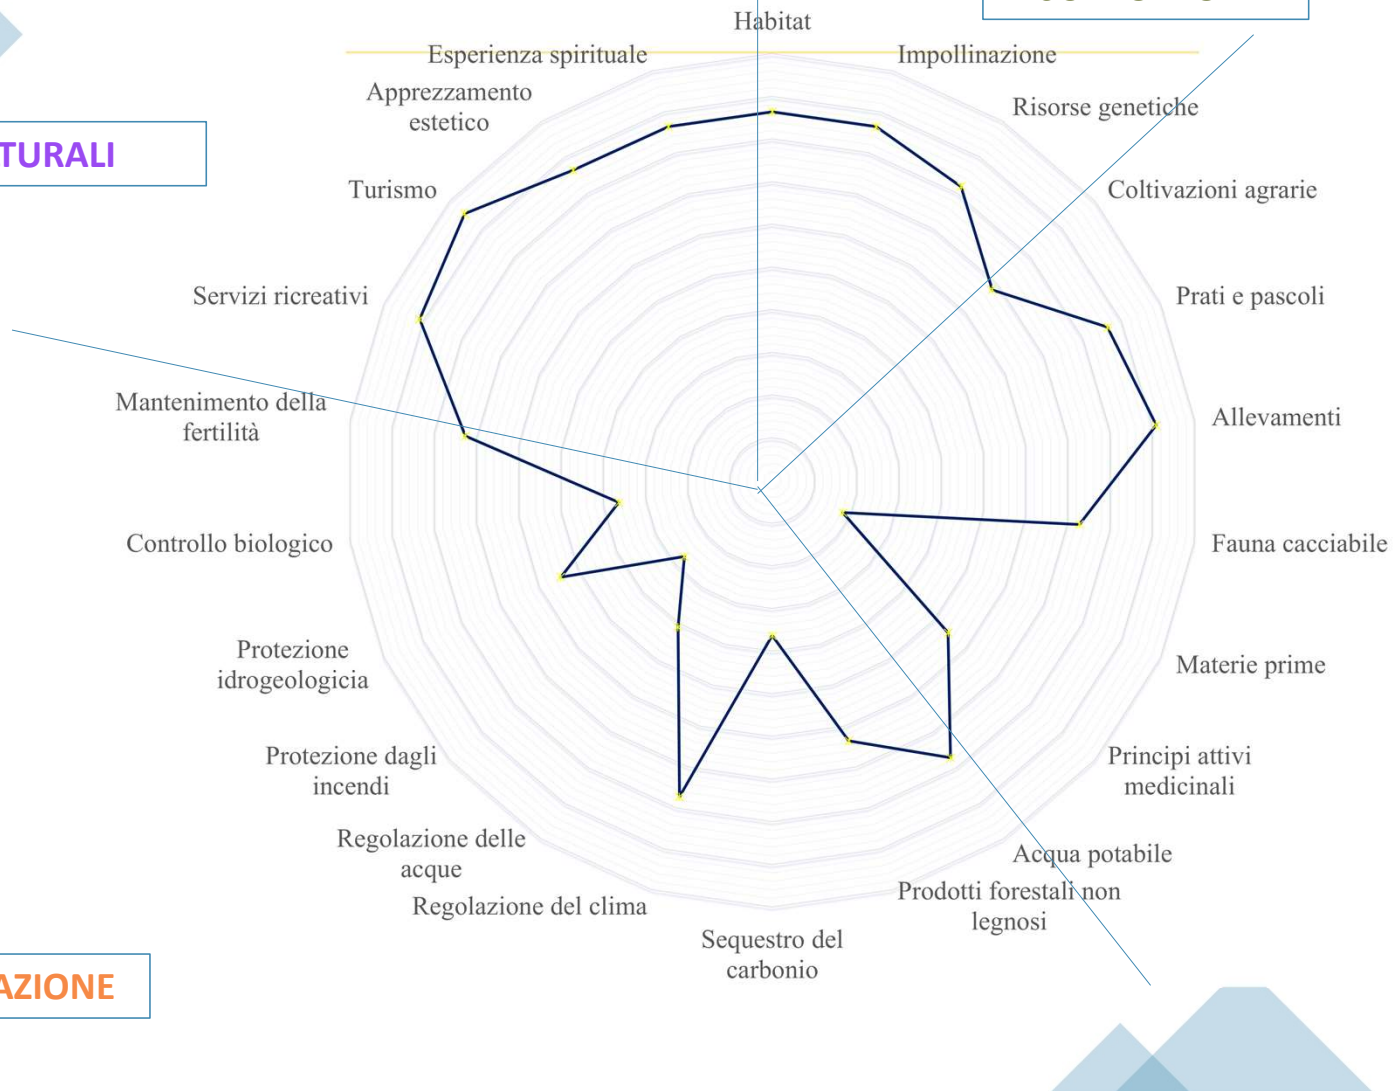 Habitat
Esperienza spirituale
Impollinazione
Apprezzamento
estetico
Risorse genetiche
TURALI
Turismo
Coltivazioni agrarie
Servizi ricreativi
Prati e pascoli
Mantenimento della
fertilità
Allevamenti
Controllo biologico
Fauna cacciabile
Protezione
idrogeologicia
Materie prime
Protezione dagli
incendi
Principi attivi
medicinali
Regolazione delle
acque
Acqua potabile
Regolazione del clima
Prodotti forestali non
legnosi
Sequestro del
carbonio
AZIONE